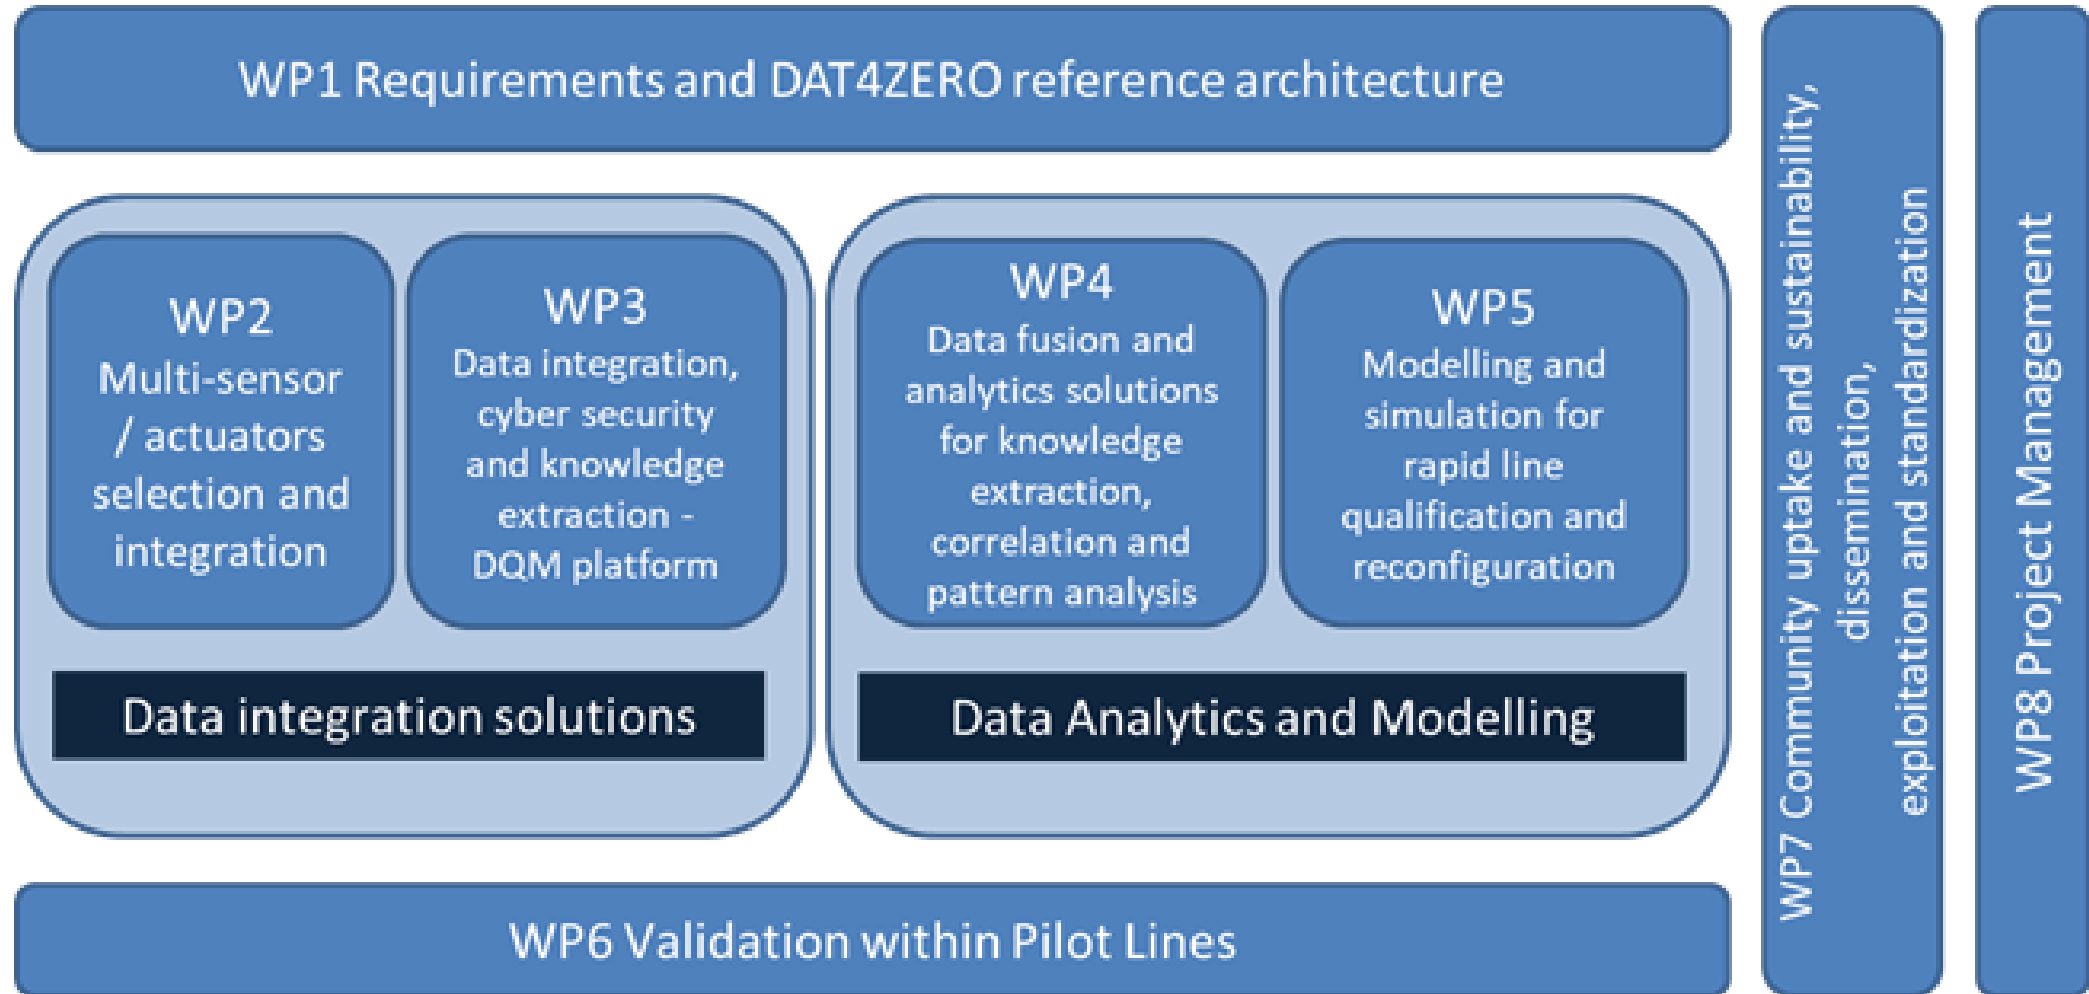 WP1 Requirements and DAT4ZERO reference architecture
WP2
Multi-sensor
/ actuators
selection and
integration
WP3
Data integration,
cyber security
and knowledge
extraction -
DQM platform
Data integration solutions
WP4
Data fusion and
analytics solutions
for knowledge
extraction,
correlation and
pattern analysis
WP5
Modelling and
simulation for
rapid line
qualification and
reconfiguration
Data Analytics and Modelling
WP6 Validation within Pilot Lines
WP7 Community uptake and sustainability,
dissemination,
exploitation and standardization
WP8 Project Management